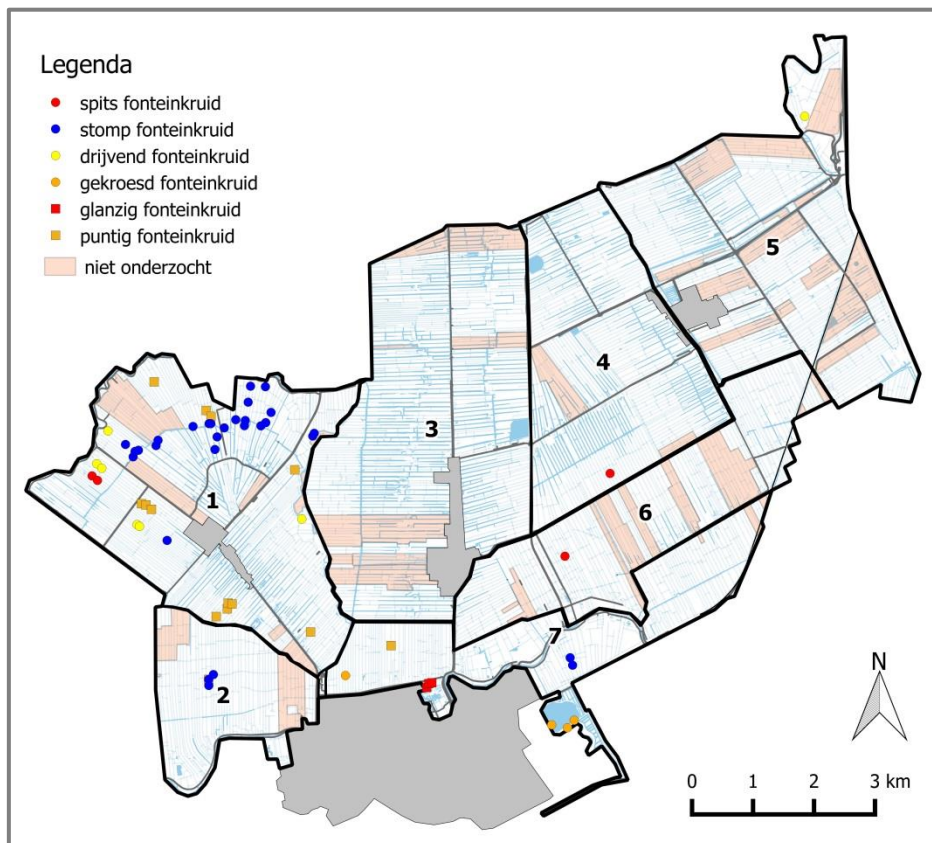 Legenda
spits fonteinkruid
stomp fonteinkruid
drijvend fonteinkruid
gekroesd fonteinkruid
glanzig fonteinkruid
puntig fonteinkruid
niet onderzocht
5
4
3
1
6
7
2
N
0 1 2 3 km